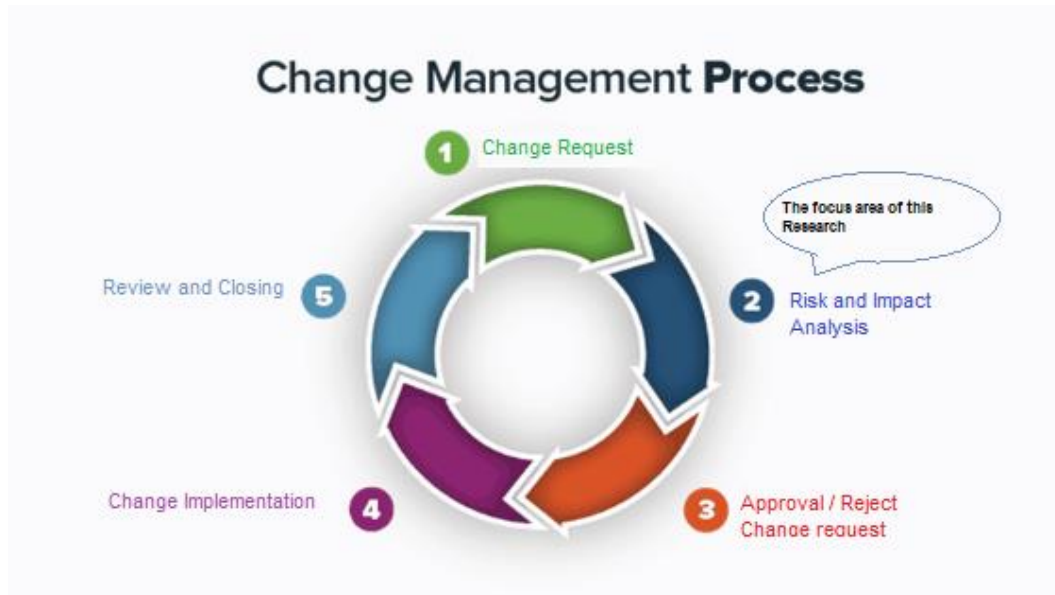 Change Management Process
1 Change Request
The focus area of this
Research
2 Risk and Impact
Analysis
3 Approval / Reject
Change request
4 Change Implementation
5 Review and Closing